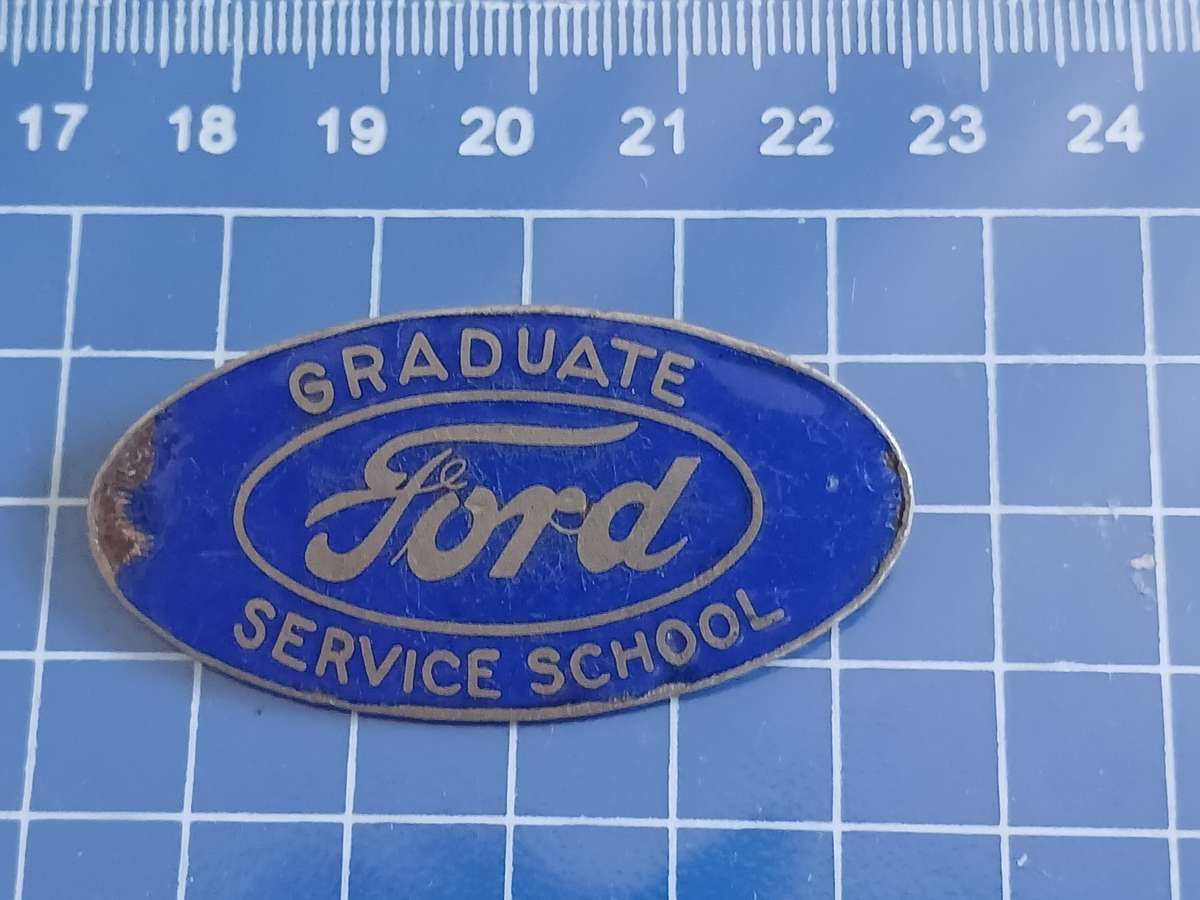 17 18 19 20 21 22 23 24
GRADUATE
Ford
SERVICE SCHOOL